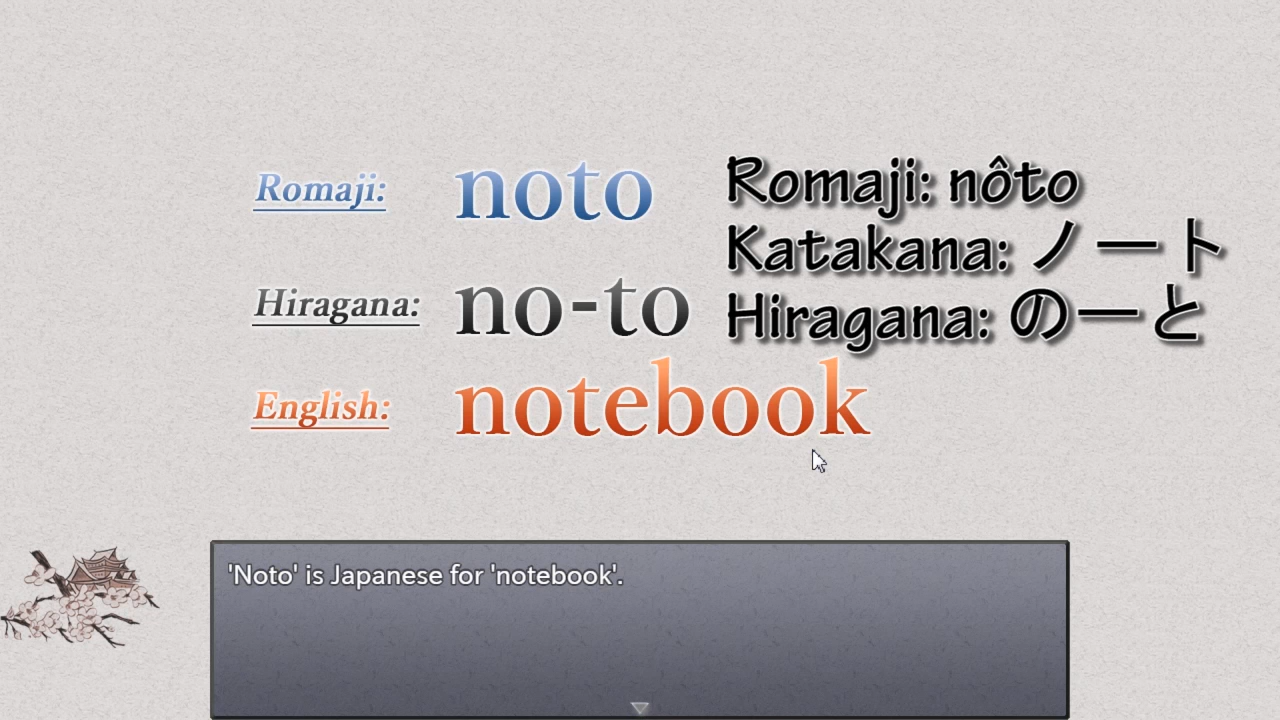 Romaji: noto
Hiragana: no-to
English: notebook
Romaji: nôto
Katakana: ノート
Hiragana: のーと
'Noto' is Japanese for 'notebook'.